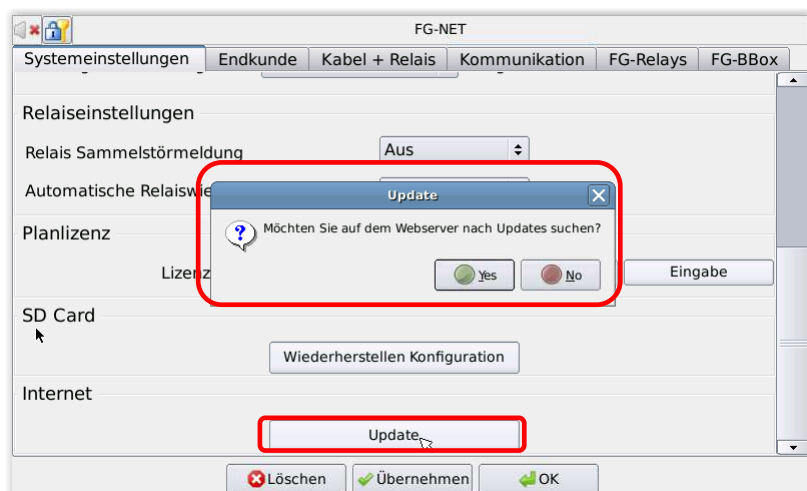 FG-NET
Systemeinstellungen Endkunde Kabel + Relais Kommunikation FG-Relays FG-BBox
Relaiseinstellungen
Relais Sammelstörmeldung Aus
Automatische
Update
Möchten Sie auf dem Webserver nach Updates suchen?
Yes No
Planlizenz
Eingabe
SD Card
Wiederherstellen Konfiguration
Internet
Update
Löschen Übernehmen OK